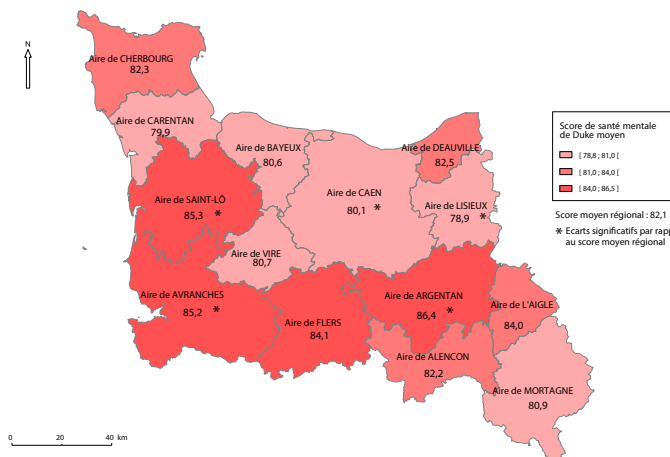 N
Aire de CHERBOURG
82,3
Aire de CARENTAN
79,9
Aire de BAYEUX
80,6
Aire de DEAUVILLE
82,5
Aire de SAINT-LÔ
85,3 *
Aire de CAEN
80,1 *
Aire de LISIEUX
78,9 *
Aire de VIRE
80,7
Aire de AVRANCHES
85,2 *
Aire de FLERS
84,1
Aire de ARGENTAN
86,4 *
Aire de L'AIGLE
84,0
Aire de ALENCON
82,2
Aire de MORTAGNE
80,9
Score de santé mentale
de Duke moyen
[ 78,8 ; 81,0 [
[ 81,0 ; 84,0 [
[ 84,0 ; 86,5 ]
Score moyen régional : 82,1
* Ecarts significatifs par rapp
au score moyen régional
0 20 40 km